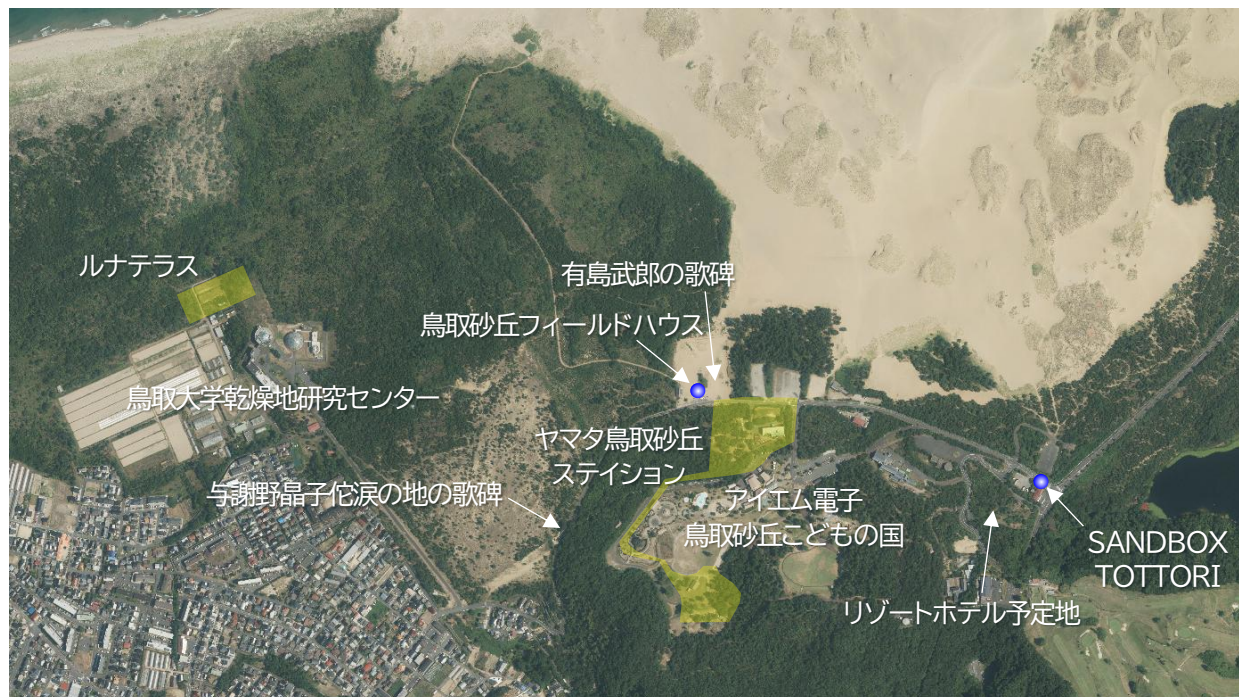 ルナテラス
有島武郎の歌碑
鳥取砂丘フィールドハウス
鳥取大学乾燥地研究センター
ヤマタ鳥取砂丘
ステイション
与謝野晶子佗涙の地の歌碑
アイエム電子
鳥取砂丘こどもの国
SANDBOX
TOTTORI
リゾートホテル予定地